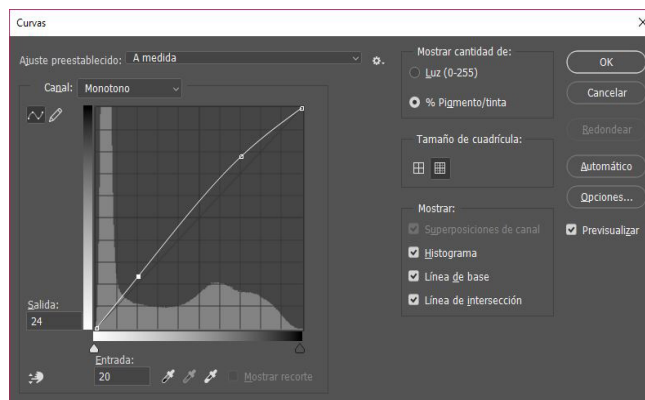 Curvas
Ajuste preestablecido: A medida
Canal: Monotono
Salida:
24
Entrada:
20
Mostrar recorte
Mostrar cantidad de:
Luz (0-255)
% Pigmento/tinta
Tamaño de cuadrícula:
Mostrar:
Superposiciones de canal
Histograma
Línea de base
Línea de intersección
OK
Cancelar
Redondear
Automático
Opciones...
Previsualizar